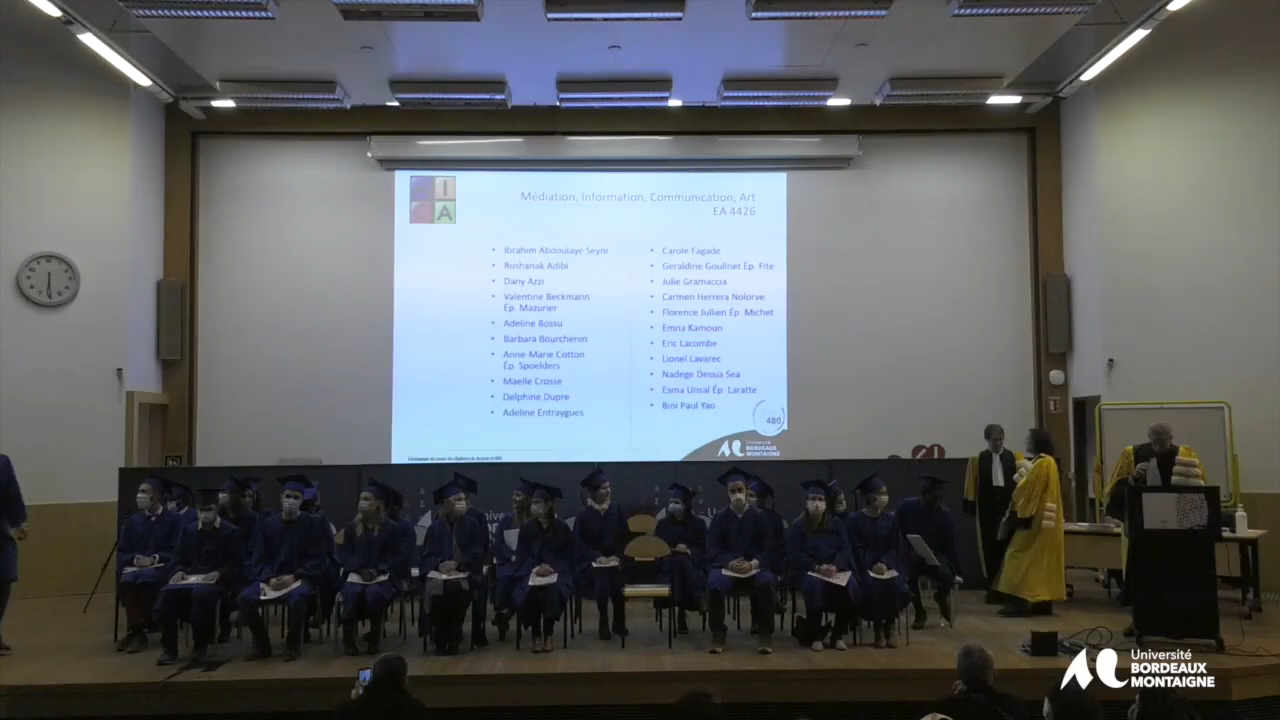 I
A
Médiation, Information, Communication, Art
EA 4426
• Ibrahim Abdoulaye Seyni
• Roshanak Adibi
• Dany Azzi
• Valentine Beckmann
Ép. Mazurier
• Adeline Bossu
• Barbara Bourchenin
• Anne-Marie Cotton
Ép. Spoelders
• Maelle Crosse
• Delphine Dupre
• Adeline Entraygues
• Carole Fagade
• Geraldine Goulinet Ép. Fite
• Julie Gramaccia
• Carmen Herrera Nolorve
• Florence Jullien Ép. Michet
• Emna Kamoun
• Eric Lacombe
• Lionel Lavarec
• Nadege Dessua Sea
• Esma Unsal Ép. Laratte
• Bini Paul Yao
480
Université
BORDEAUX
MONTAIGNE
Université
BORDEAUX
MONTAIGNE